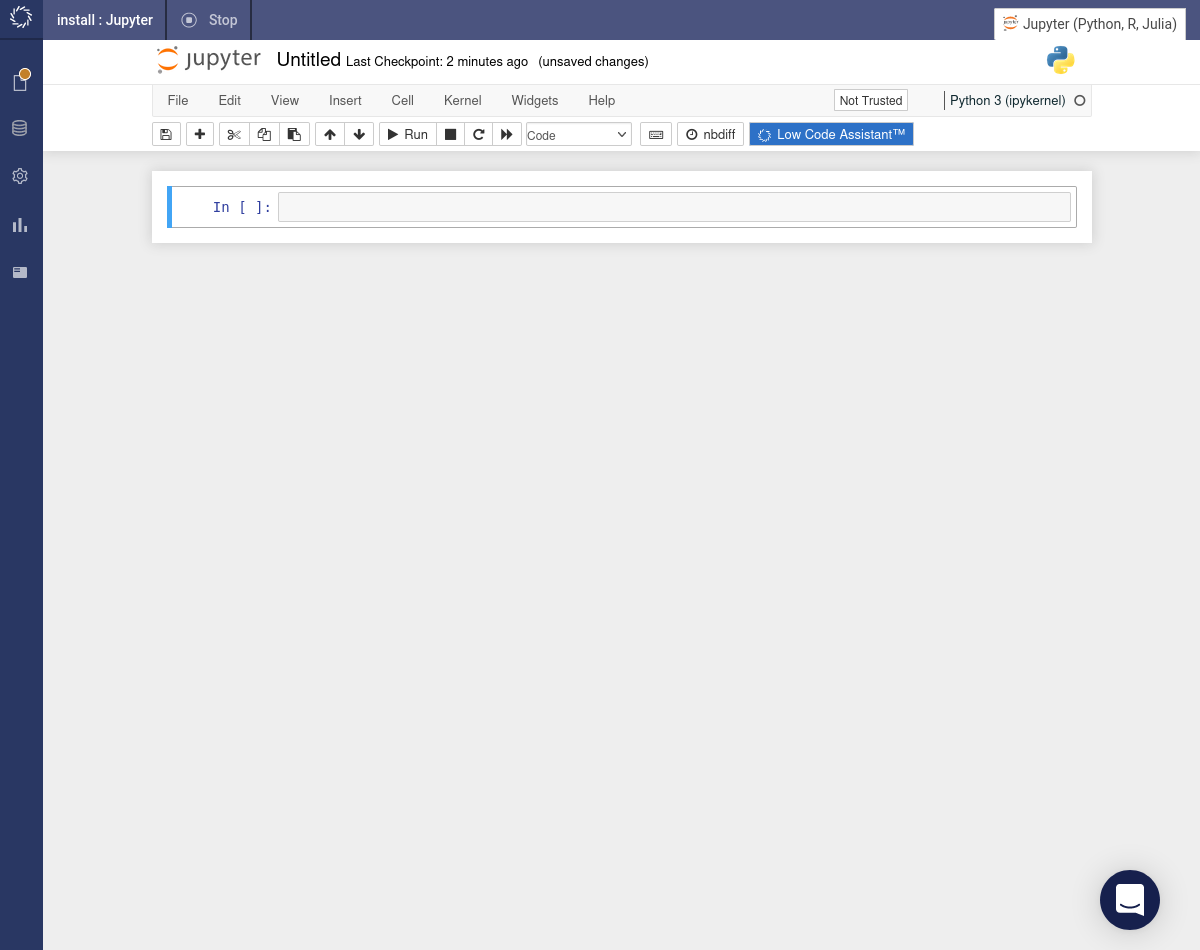 install : Jupyter Stop Jupyter (Python, R, Julia)
jupyter Untitled Last Checkpoint: 2 minutes ago (unsaved changes)
File Edit View Insert Cell Kernel Widgets Help Not Trusted Python 3 (ipykernel)
Run Code nbdiff Low Code Assistant™
In [ ]: